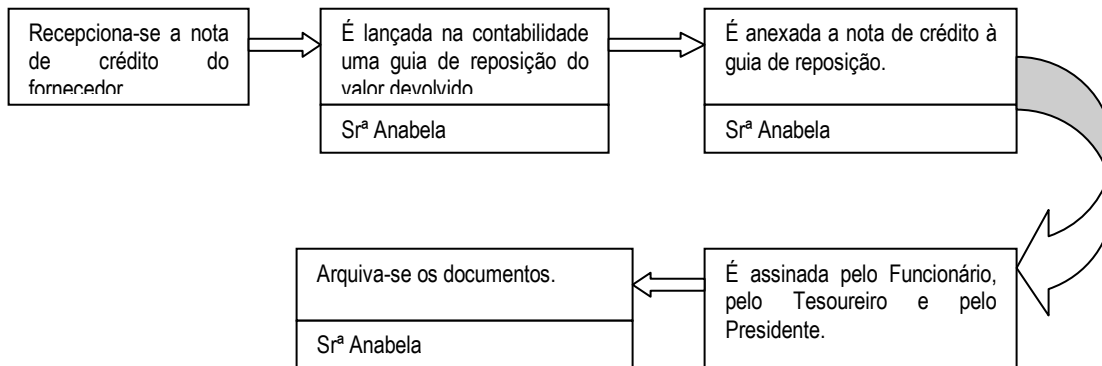 Recepciona-se a nota
de crédito do
fornecedor
É lançada na contabilidade
uma guia de reposição do
valor devolvido
Srª Anabela
É anexada a nota de crédito à
guia de reposição.
Srª Anabela
É assinada pelo Funcionário,
pelo Tesoureiro e pelo
Presidente.
Arquiva-se os documentos.
Srª Anabela